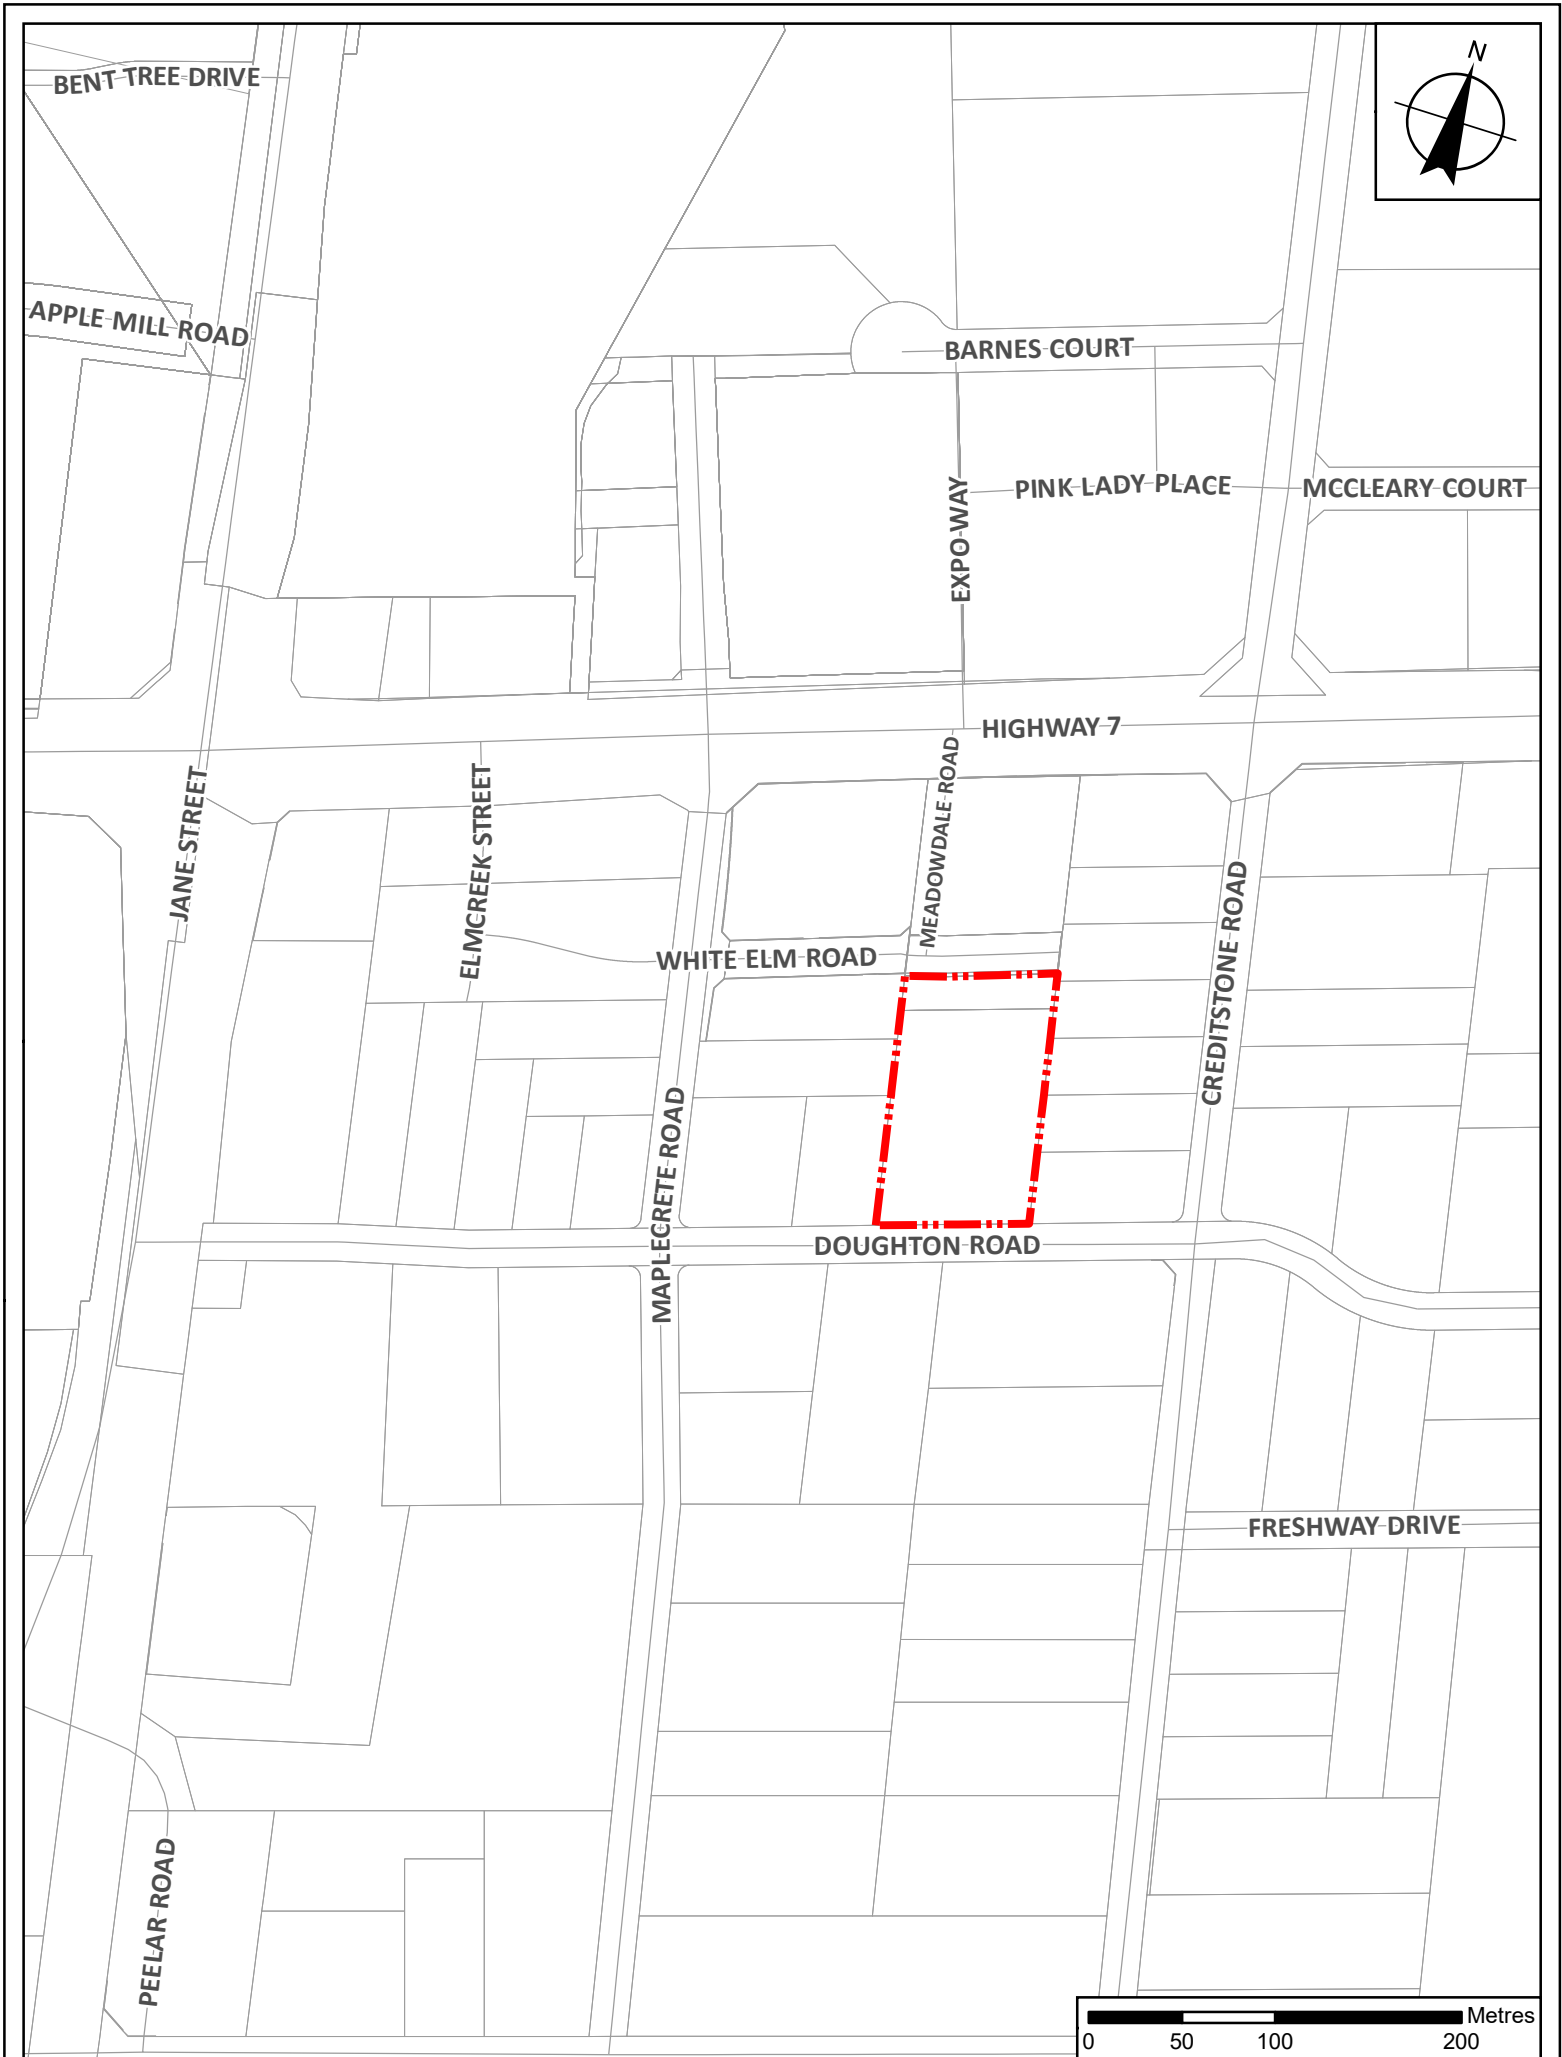 N
BENT TREE DRIVE
APPLE MILL ROAD
BARNES COURT
PINK LADY PLACE
MCCLEARY COURT
EXPO WAY
HIGHWAY 7
JANE STREET
ELMCREEK STREET
MEADOWDALE ROAD
WHITE ELM ROAD
CREDITSTONE ROAD
MAPLECRETE ROAD
DOUGHTON ROAD
FRESHWAY DRIVE
PEELAR ROAD
Metres
0 50 100 200